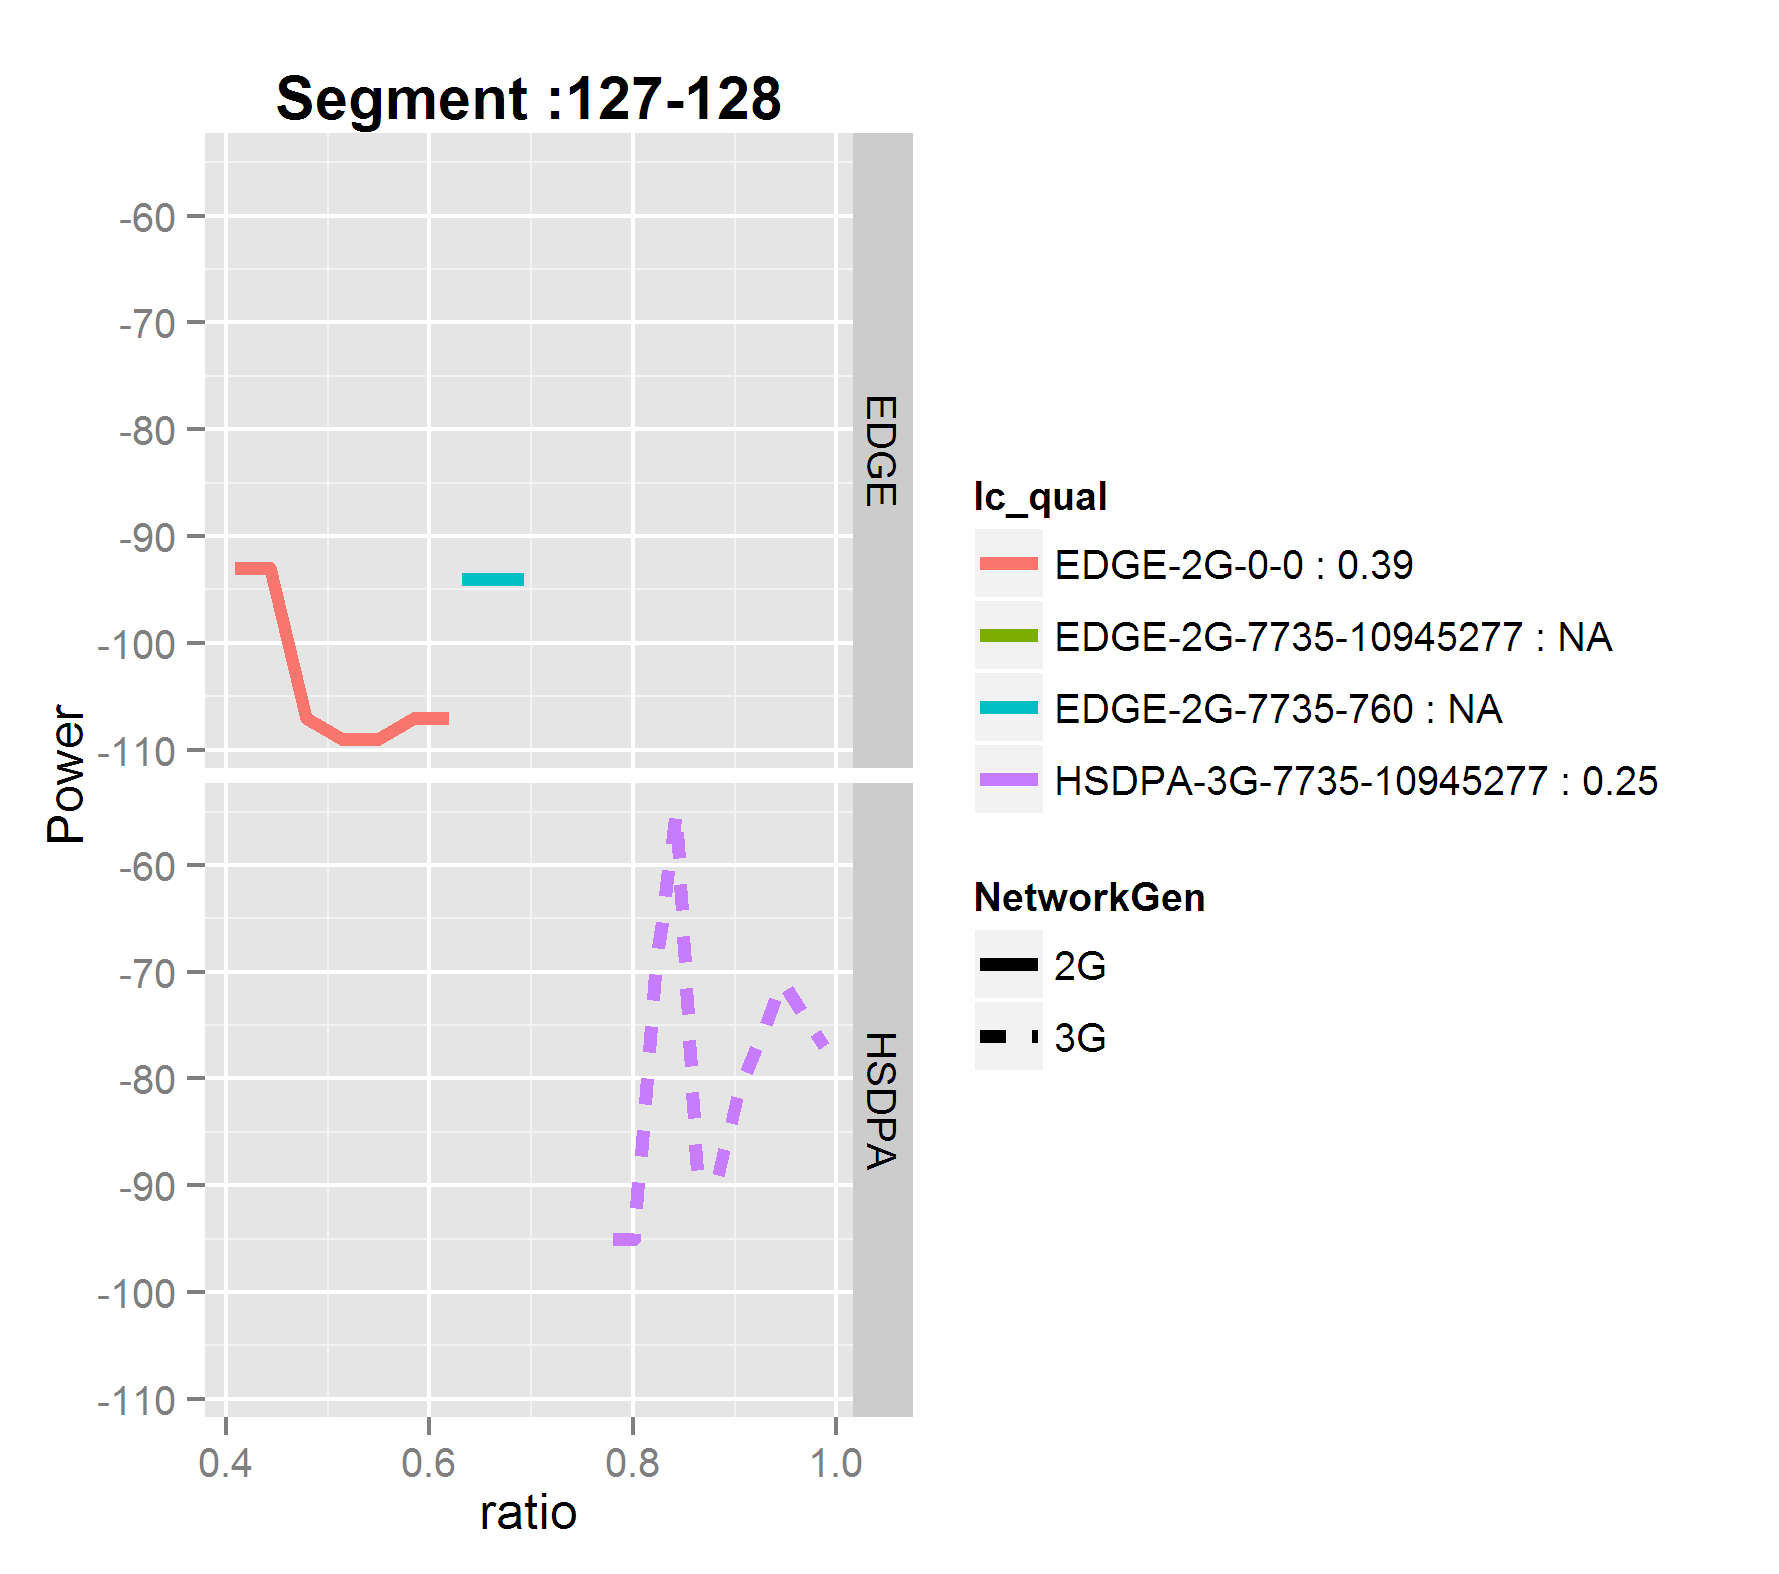 Segment :127-128
-60
-70
-80
-90
-100
-110
EDGE
-60
-70
-80
-90
-100
-110
HSDPA
Power
0.4 0.6 0.8 1.0
ratio
lc_qual
EDGE-2G-0-0 : 0.39
EDGE-2G-7735-10945277 : NA
EDGE-2G-7735-760 : NA
HSDPA-3G-7735-10945277 : 0.25
NetworkGen
2G
3G